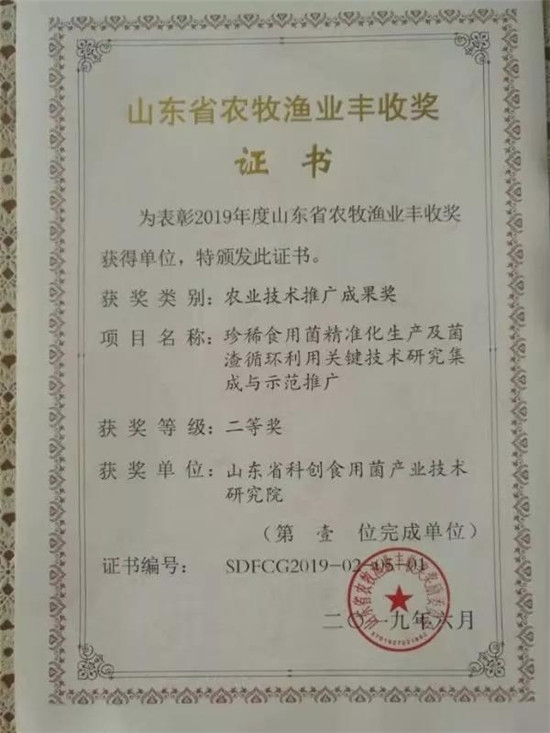 山东省农牧渔业丰收奖
证书
为表彰2019年度山东省农牧渔业丰收奖
获得单位，特颁发此证书。
获奖类别：农业技术推广成果奖
项目名称：珍稀食用菌精准化生产及菌
渣循环利用关键技术研究集
成与示范推广
获奖等级：二等奖
获奖单位：山东省科创食用菌产业技术
研究院
（第 壹 位完成单位）
证书编号： SDFCG2019-02-05-01
二〇一九年六月